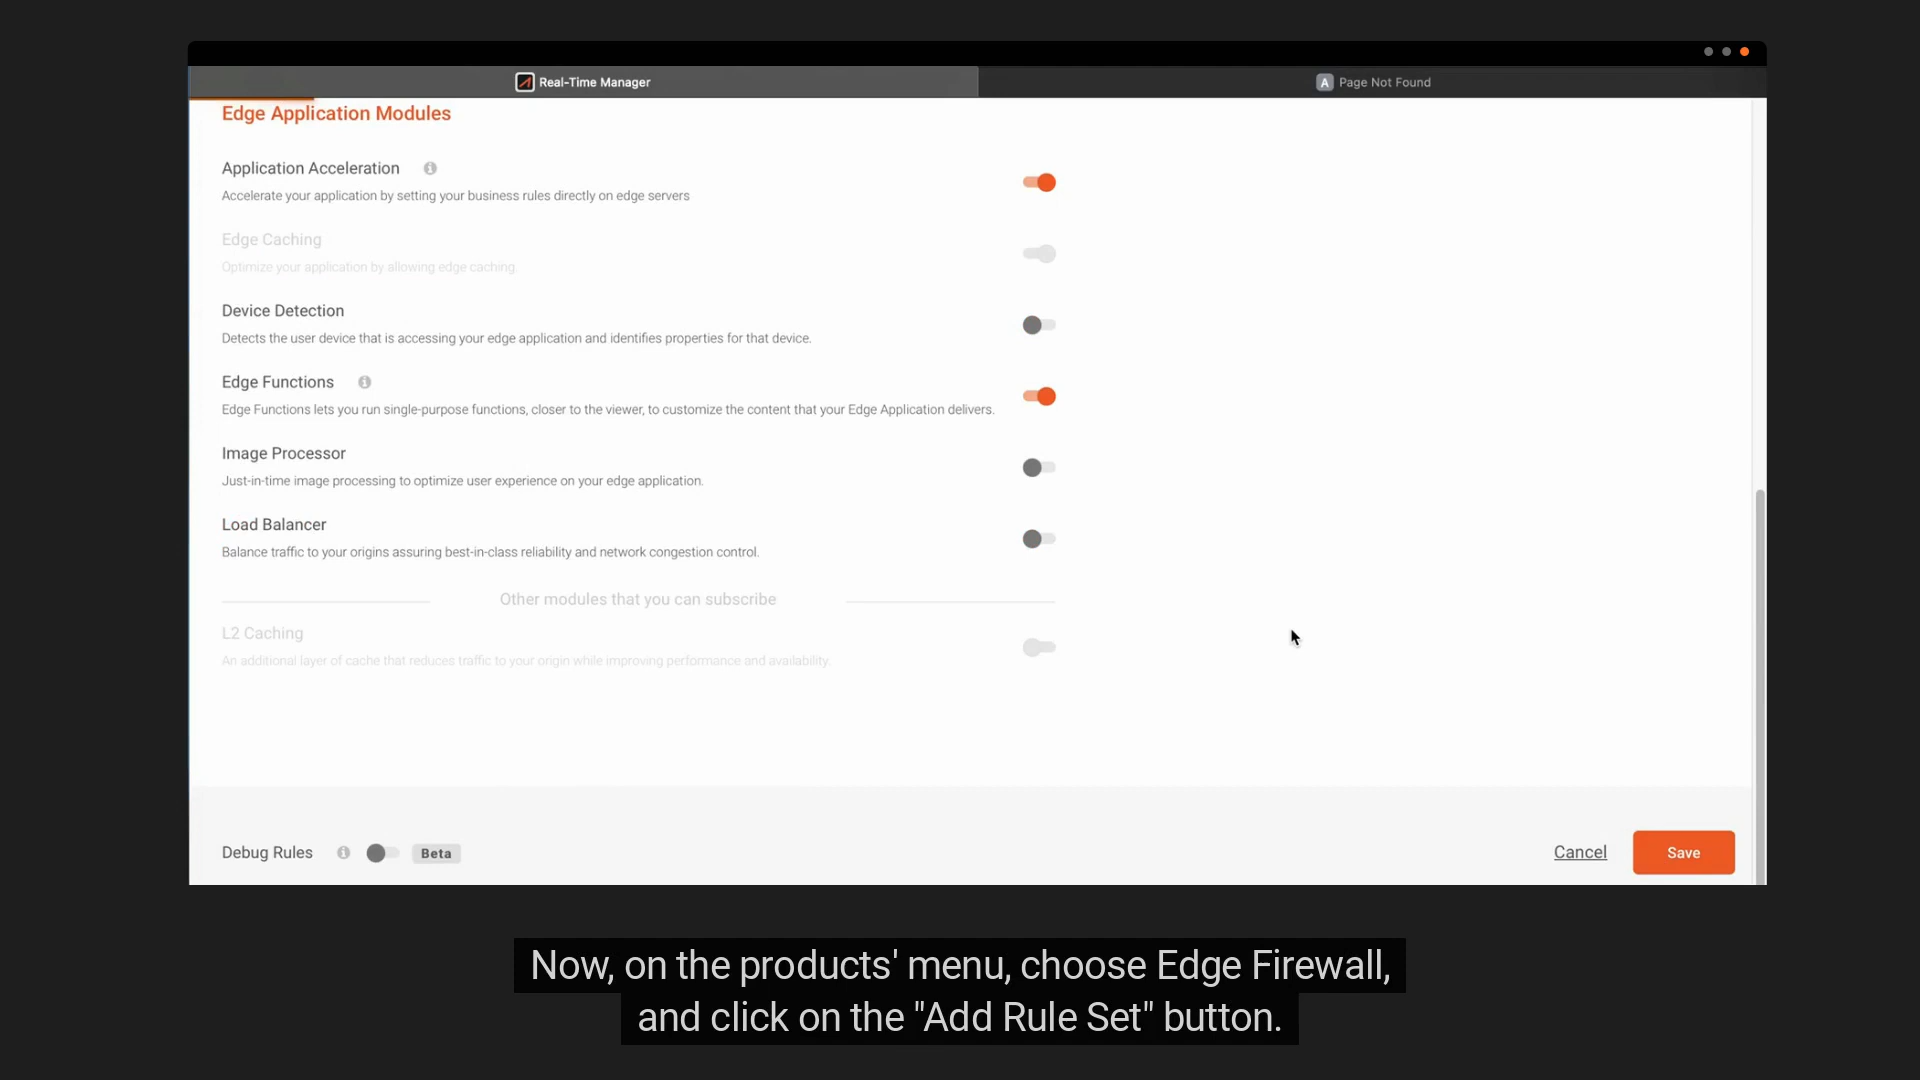 Real-Time Manager
A Page Not Found
Edge Application Modules
Application Acceleration
Accelerate your application by setting your business rules directly on edge servers
Edge Caching
Optimize your application by allowing edge caching.
Device Detection
Detects the user device that is accessing your edge application and identifies properties for that device.
Edge Functions
Edge Functions lets you run single-purpose functions, closer to the viewer, to customize the content that your Edge Application delivers.
Image Processor
Just-in-time image processing to optimize user experience on your edge application.
Load Balancer
Balance traffic to your origins assuring best-in-class reliability and network congestion control.
Other modules that you can subscribe
L2 Caching
An additional layer of cache that reduces traffic to your origin while improving performance and availability.
Debug Rules Beta Cancel Save
Now, on the products' menu, choose Edge Firewall,
and click on the "Add Rule Set" button.